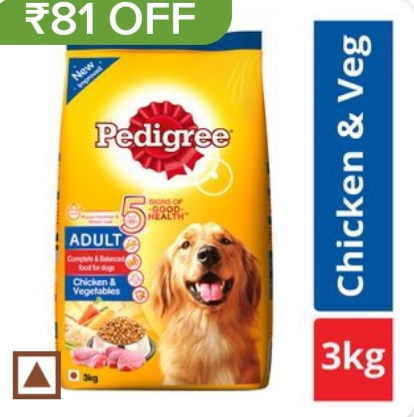 ₹81 OFF
New
Improved
Pedigree
5 SIGNS OF
GOOD
HEALTH™
ADULT
Complete & Balanced
food for dogs
Chicken &
Vegetables
3kg
Chicken & Veg
3kg